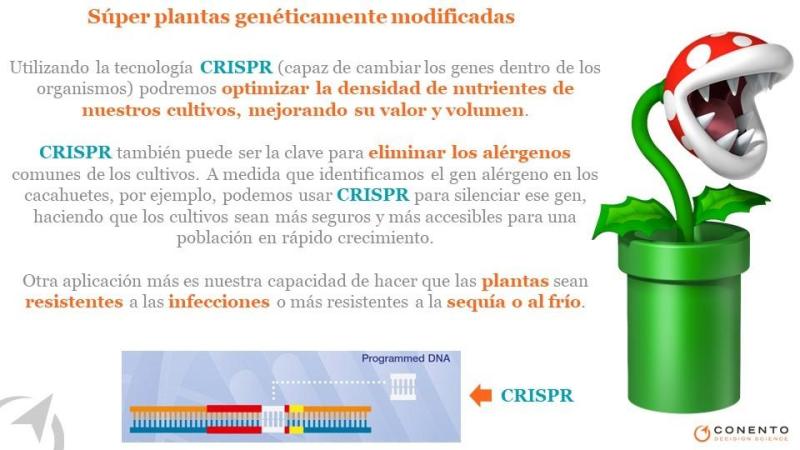 Súper plantas genéticamente modificadas
Utilizando la tecnología CRISPR (capaz de cambiar los genes dentro de los
organismos) podremos optimizar la densidad de nutrientes de
nuestros cultivos, mejorando su valor y volumen.
CRISPR también puede ser la clave para eliminar los alérgenos
comunes de los cultivos. A medida que identificamos el gen alérgeno en los
cacahuetes, por ejemplo, podemos usar CRISPR para silenciar ese gen,
haciendo que los cultivos sean más seguros y más accesibles para una
población en rápido crecimiento.
Otra aplicación más es nuestra capacidad de hacer que las plantas sean
resistentes a las infecciones o más resistentes a la sequía o al frío.
Programmed DNA
CRISPR
CONENTO
DECISION SCIENCE